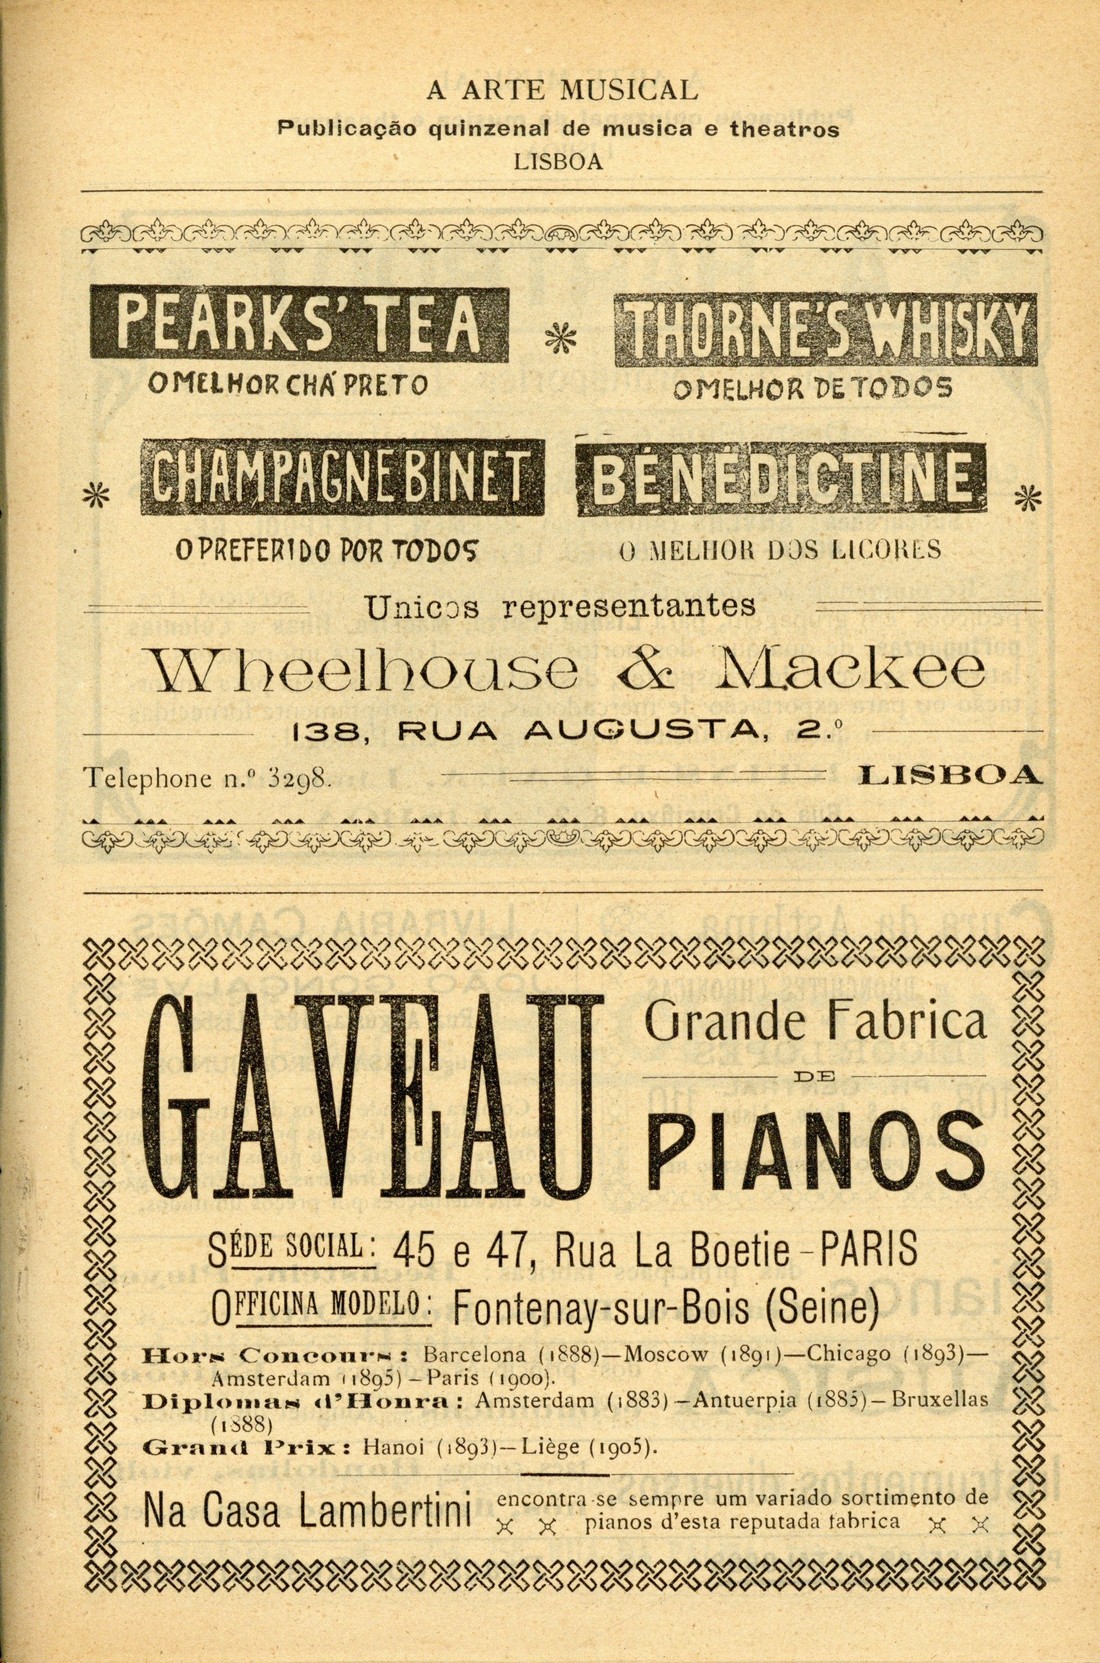 A ARTE MUSICAL
Publicação quinzenal de musica e theatros
LISBOA
PEARKS' TEA
O MELHOR CHÁ PRETO
THORNE'S WHISKY
O MELHOR DE TODOS
CHAMPAGNE BINET
O PREFERIDO POR TODOS
BÉNÉDICTINE
O MELHOR DOS LICORES
Unicos representantes
Wheelhouse & Mackee
138, RUA AUGUSTA, 2.º
Telephone n.º 3298. LISBOA
GAVEAU
Grande Fabrica
DE
PIANOS
SÉDE SOCIAL: 45 e 47, Rua La Boetie - PARIS
OFFICINA MODELO: Fontenay-sur-Bois (Seine)
Hors Concours: Barcelona (1888)—Moscow (1891)—Chicago (1893)—
Amsterdam (1895) — Paris (1900).
Diplomas d'Honra: Amsterdam (1883) — Antuerpia (1885) — Bruxellas
(1888)
Grand Prix: Hanoi (1893) — Liège (1905).
Na Casa Lambertini encontra-se sempre um variado sortimento de
pianos d'esta reputada fabrica